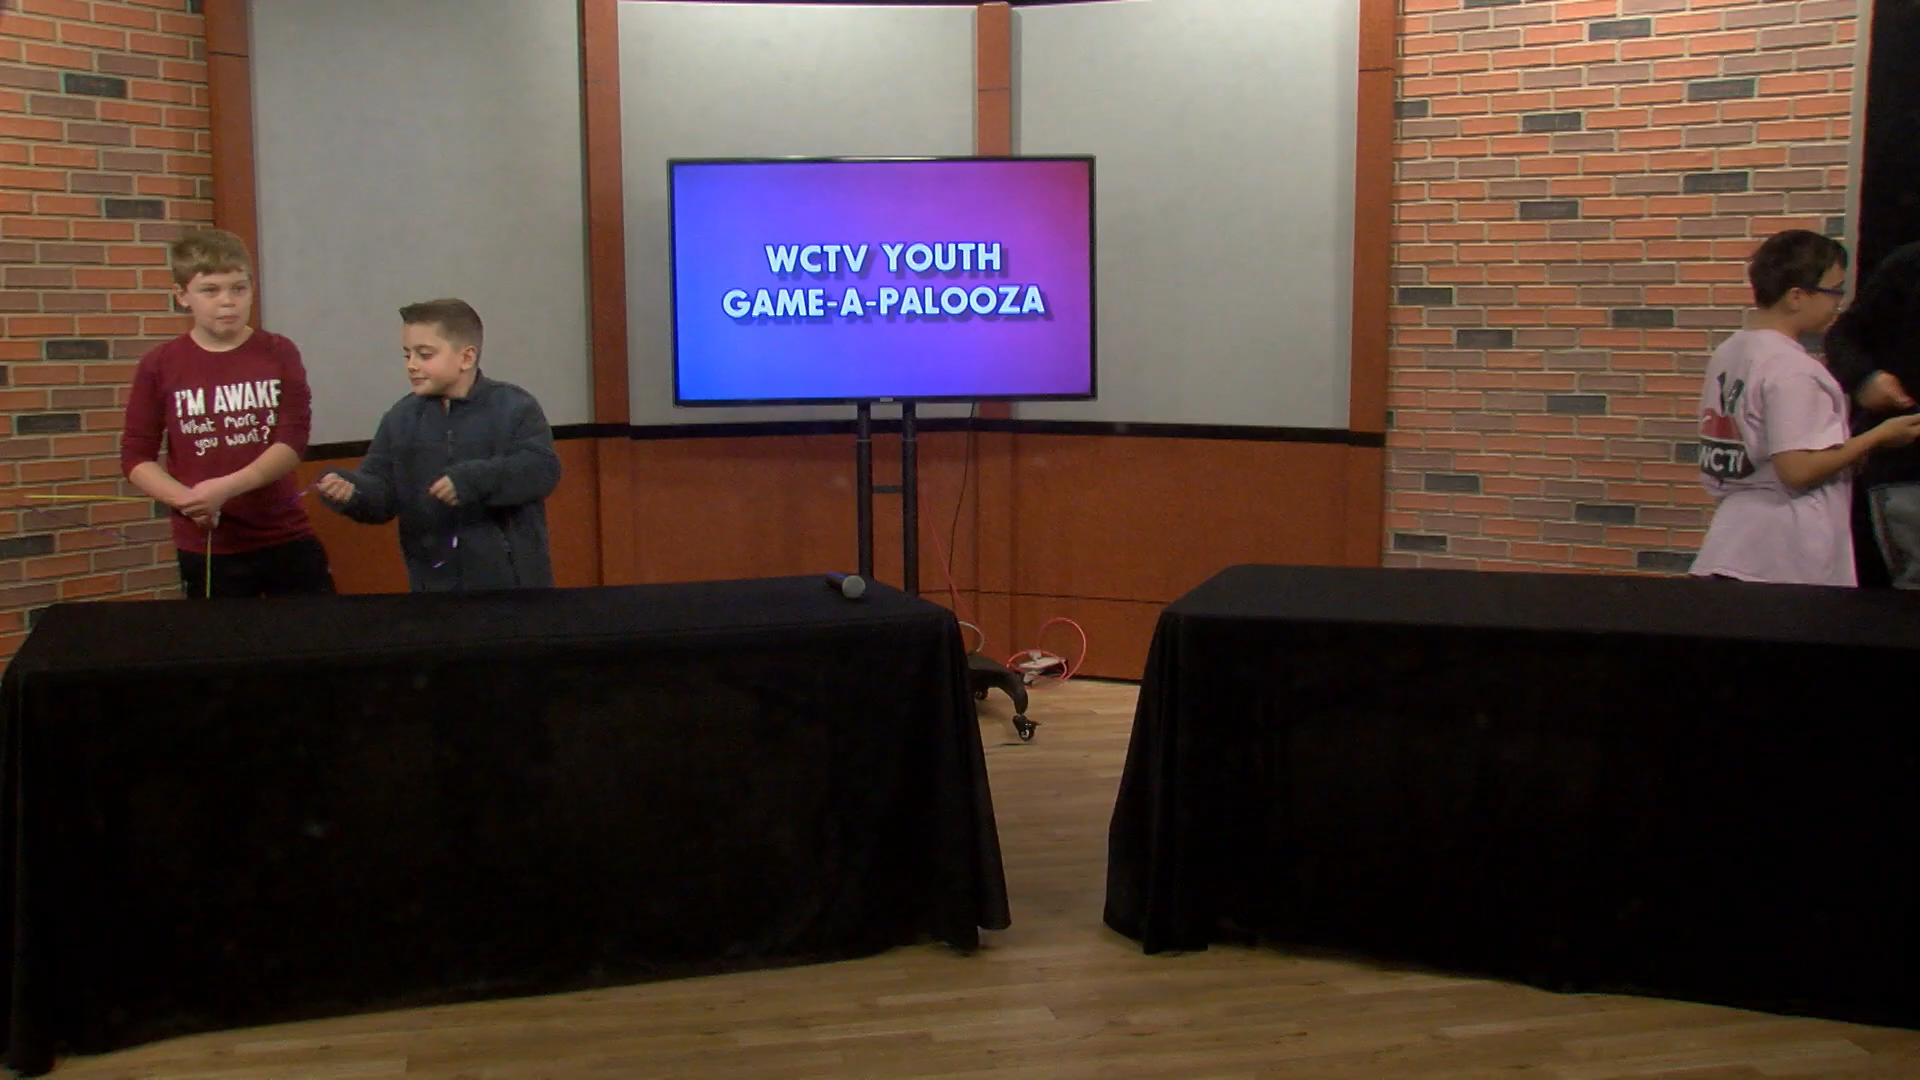 WCTV YOUTH
GAME-A-PALOOZA
I'M AWAKE
What more d
you want?
WCTV